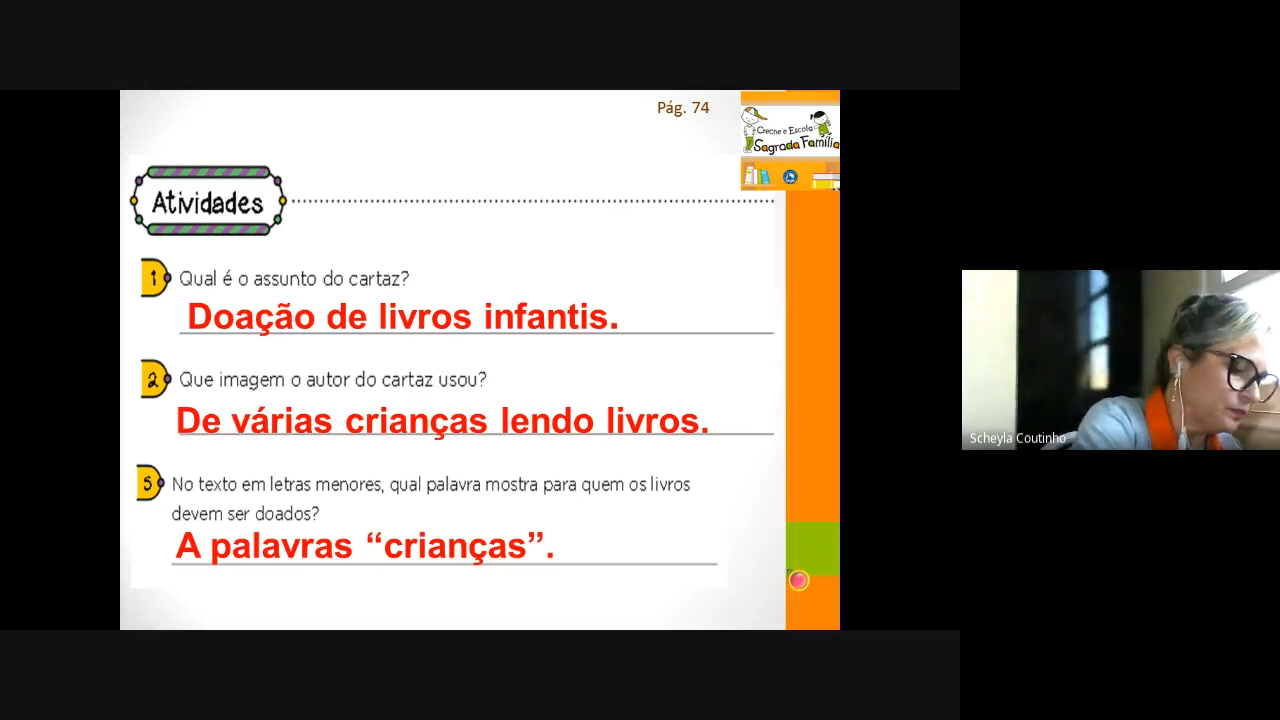 Pág. 74
Creche e Escola
Sagrada Família
Atividades
1 Qual é o assunto do cartaz?
Doação de livros infantis.
2 Que imagem o autor do cartaz usou?
De várias crianças lendo livros.
5 No texto em letras menores, qual palavra mostra para quem os livros
devem ser doados?
A palavras “crianças”.
Scheyla Coutinho